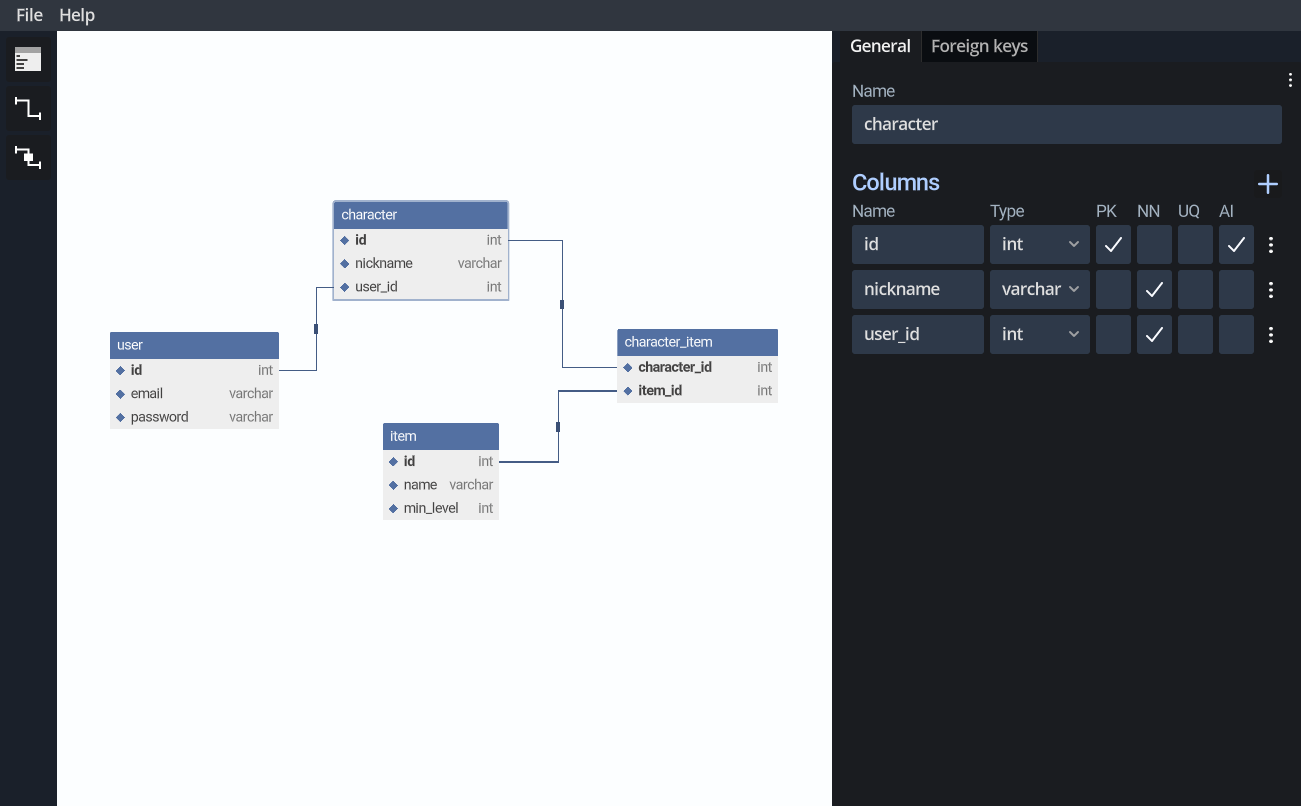 File Help
General Foreign keys
Name
character
Columns
Name Type PK NN UQ AI
id int
nickname varchar
user_id int
character
id int
nickname varchar
user_id int
user
id int
email varchar
password varchar
character_item
character_id int
item_id int
item
id int
name varchar
min_level int